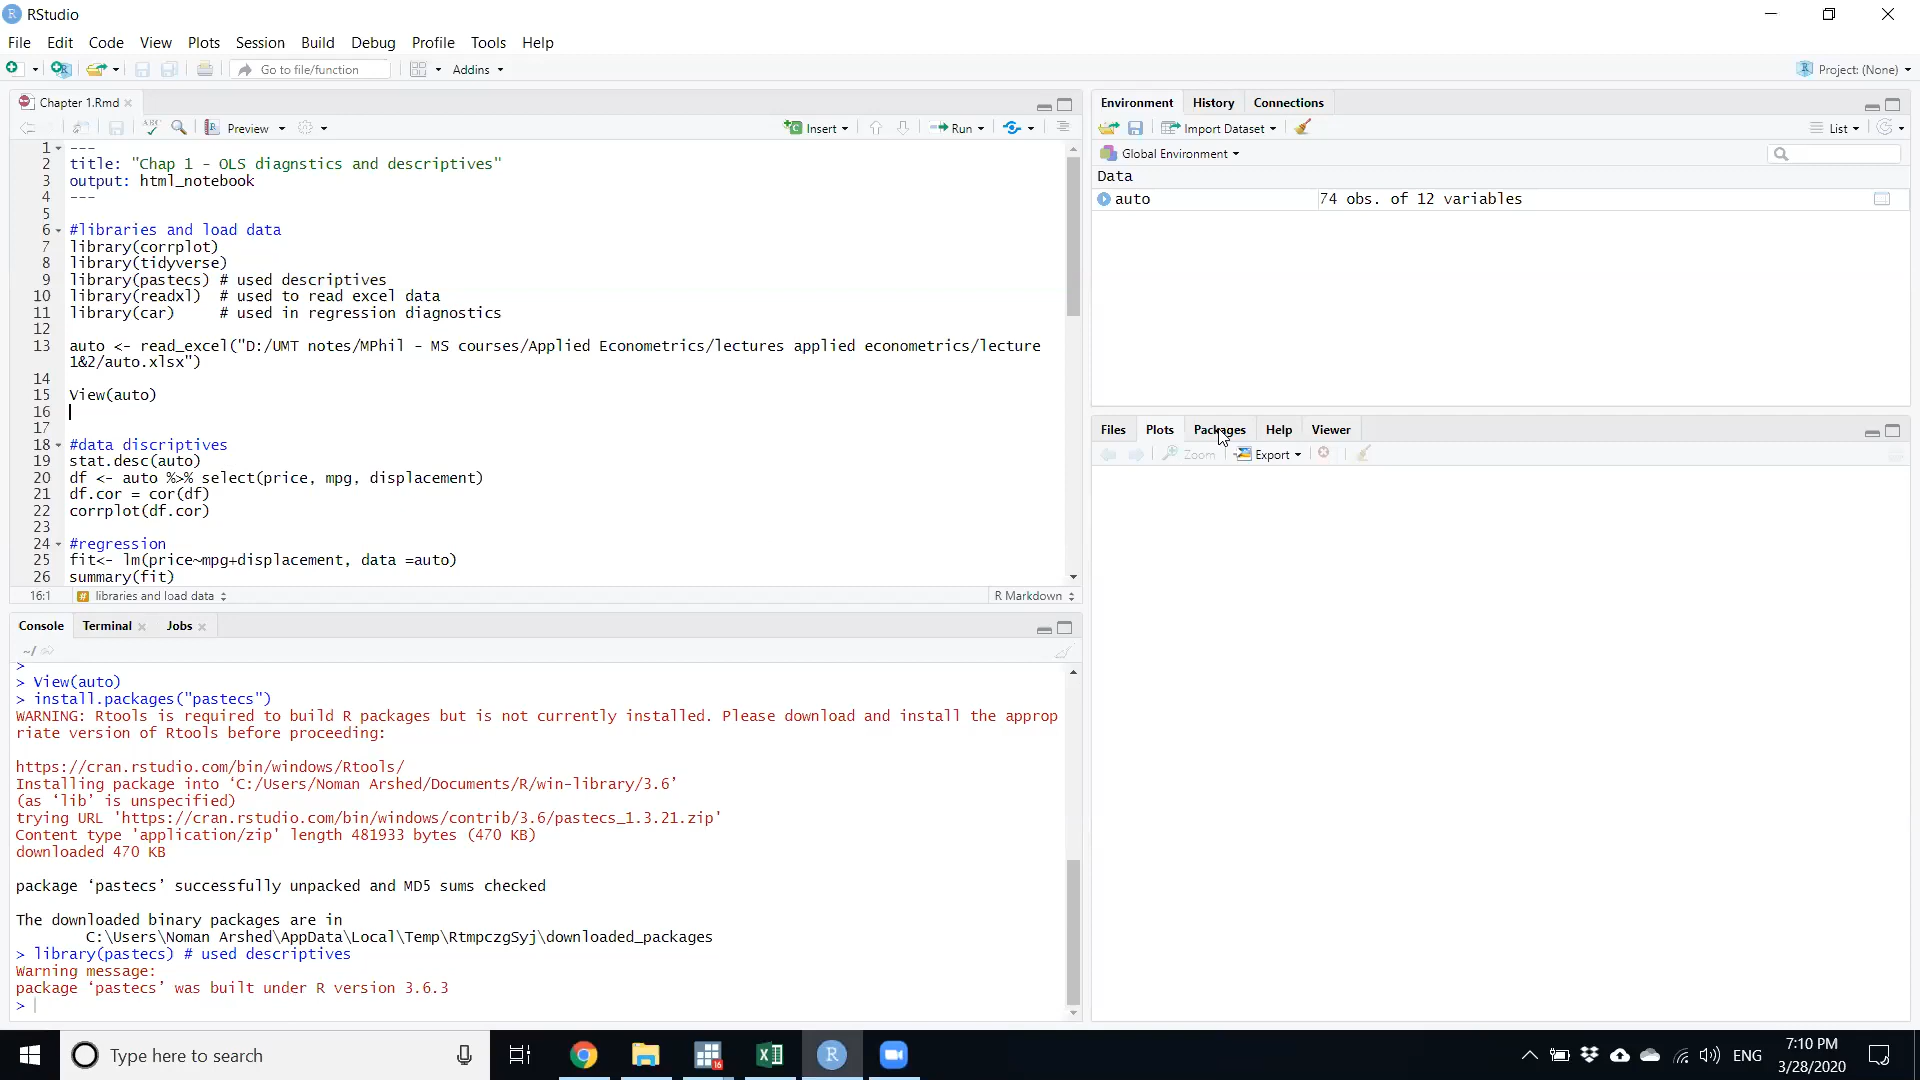 RStudio
File Edit Code View Plots Session Build Debug Profile Tools Help
Go to file/function Addins Project: (None)
Chapter 1.Rmd
ABC Preview Insert Run
1 ---
2 title: "Chap 1 - OLS diagnstics and descriptives"
3 output: html_notebook
4 ---
5
6 #libraries and load data
7 library(corrplot)
8 library(tidyverse)
9 library(pastecs) # used descriptives
10 library(readxl)  # used to read excel data
11 library(car)     # used in regression diagnostics
12
13 auto <- read_excel("D:/UMT notes/MPhil - MS courses/Applied Econometrics/lectures applied econometrics/lecture
1&2/auto.xlsx")
14
15 View(auto)
16
17
18 #data discriptives
19 stat.desc(auto)
20 df <- auto %>% select(price, mpg, displacement)
21 df.cor = cor(df)
22 corrplot(df.cor)
23
24 #regression
25 fit<- lm(price~mpg+displacement, data =auto)
26 summary(fit)
16:1 # libraries and load data R Markdown
Console Terminal Jobs
~/
>
> View(auto)
> install.packages("pastecs")
WARNING: Rtools is required to build R packages but is not currently installed. Please download and install the approp
riate version of Rtools before proceeding:
https://cran.rstudio.com/bin/windows/Rtools/
Installing package into ‘C:/Users/Noman Arshed/Documents/R/win-library/3.6’
(as ‘lib’ is unspecified)
trying URL 'https://cran.rstudio.com/bin/windows/contrib/3.6/pastecs_1.3.21.zip'
Content type 'application/zip' length 481933 bytes (470 KB)
downloaded 470 KB
package ‘pastecs’ successfully unpacked and MD5 sums checked
The downloaded binary packages are in
C:\Users\Noman Arshed\AppData\Local\Temp\RtmpczgSyj\downloaded_packages
> library(pastecs) # used descriptives
Warning message:
package ‘pastecs’ was built under R version 3.6.3
>
Environment History Connections
Import Dataset List
Global Environment
Data
auto 74 obs. of 12 variables
Files Plots Packages Help Viewer
Zoom Export
Type here to search
16
R
ENG
7:10 PM
3/28/2020